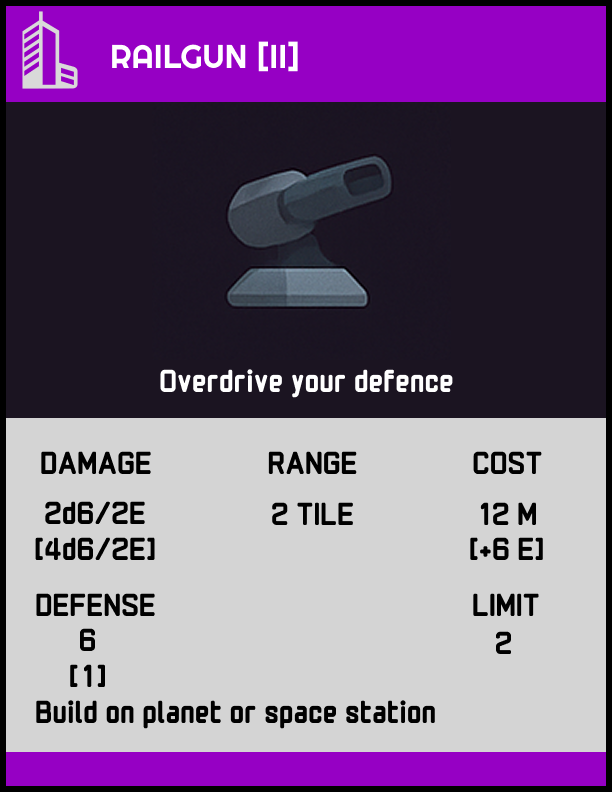 RAILGUN [II]
Overdrive your defence
DAMAGE RANGE COST
2d6/2E 2 TILE 12 M
[4d6/2E] [+6 E]
DEFENSE LIMIT
6 2
[1]
Build on planet or space station